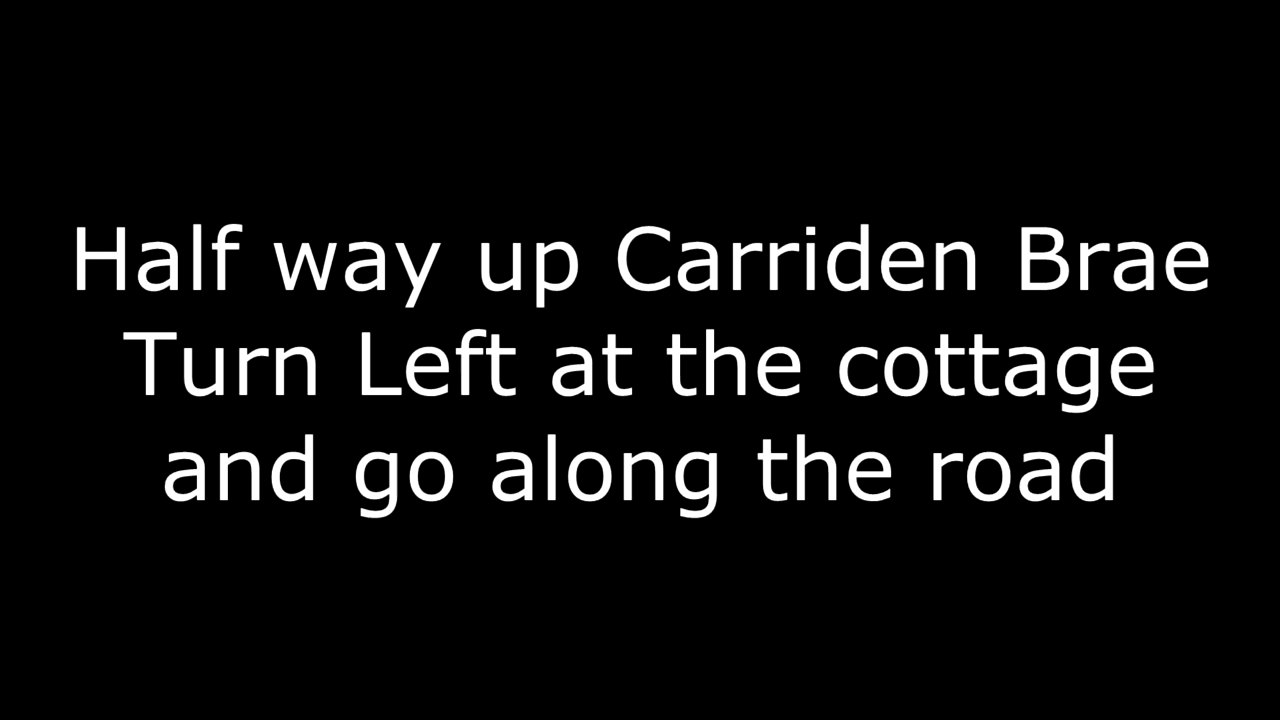 Half way up Carriden Brae
Turn Left at the cottage
and go along the road